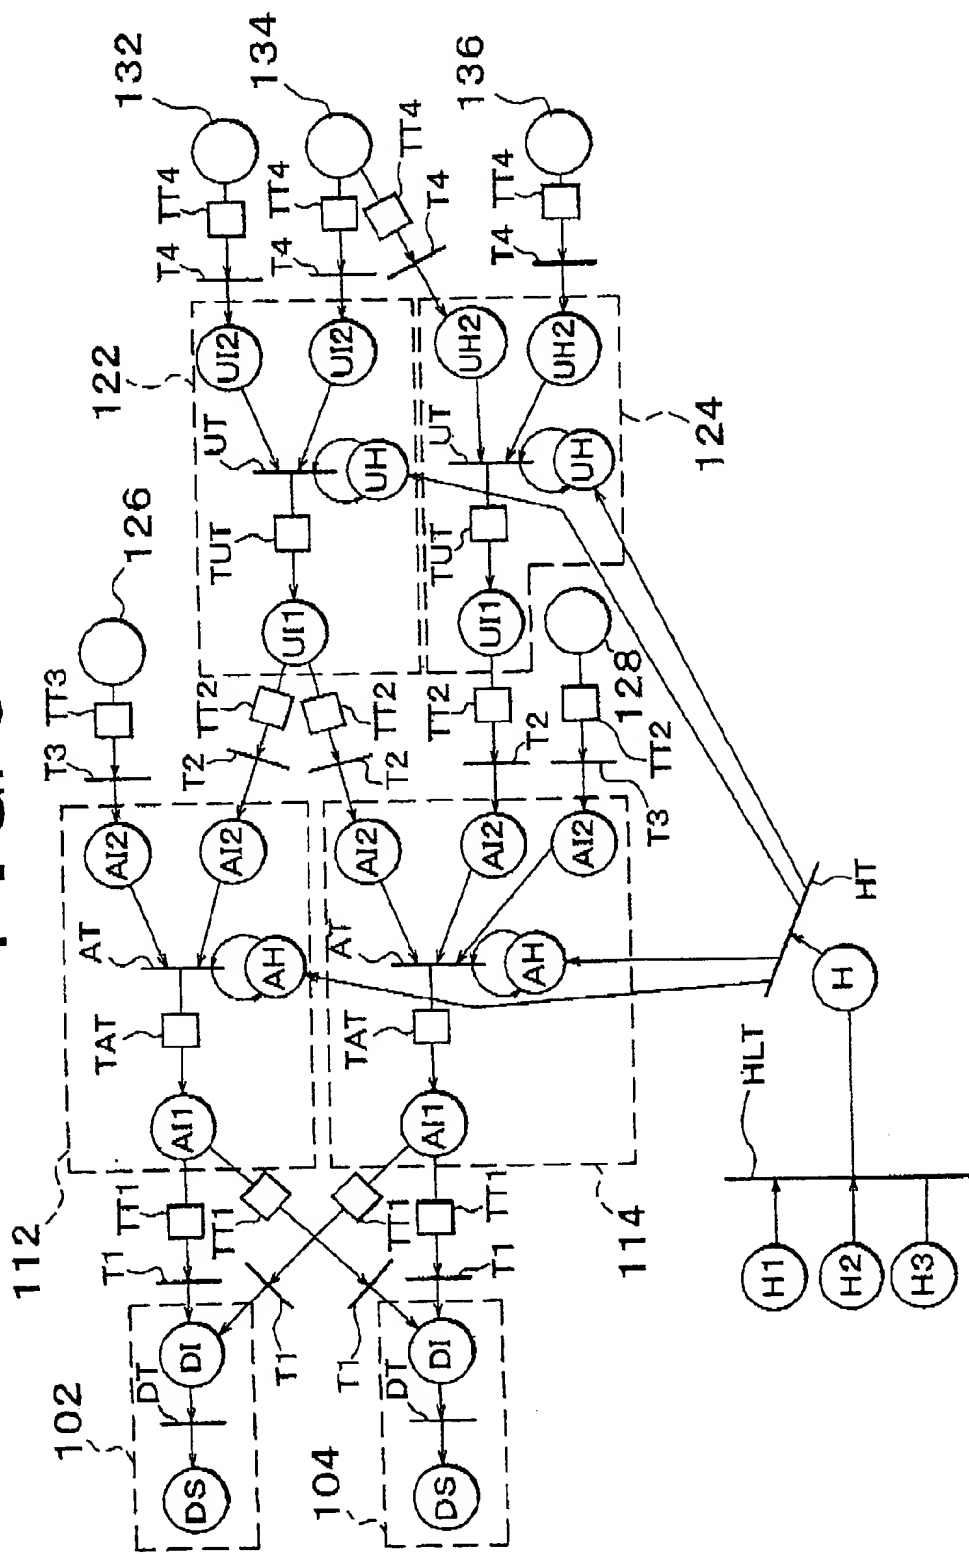 132
134
136
TT4
TT4
TT4
TT4
T4
T4
T4
T4
122
UI2
UI2
UH2
UH2
124
UT
UT
UH
UH
126
TUT
TUT
UI1
UI1
128
TT3
TT2
TT2
TT2
TT2
T3
T2
T2
T2
T3
AI2
AI2
AI2
AI2
AI2
AT
AT
AH
AH
HT
H
TAT
TAT
HLT
AI1
AI1
112
TT1
TT1
TT1
TT1
114
T1
T1
T1
T1
H1
H2
H3
102
DT
DI
DT
DI
104
DS
DS